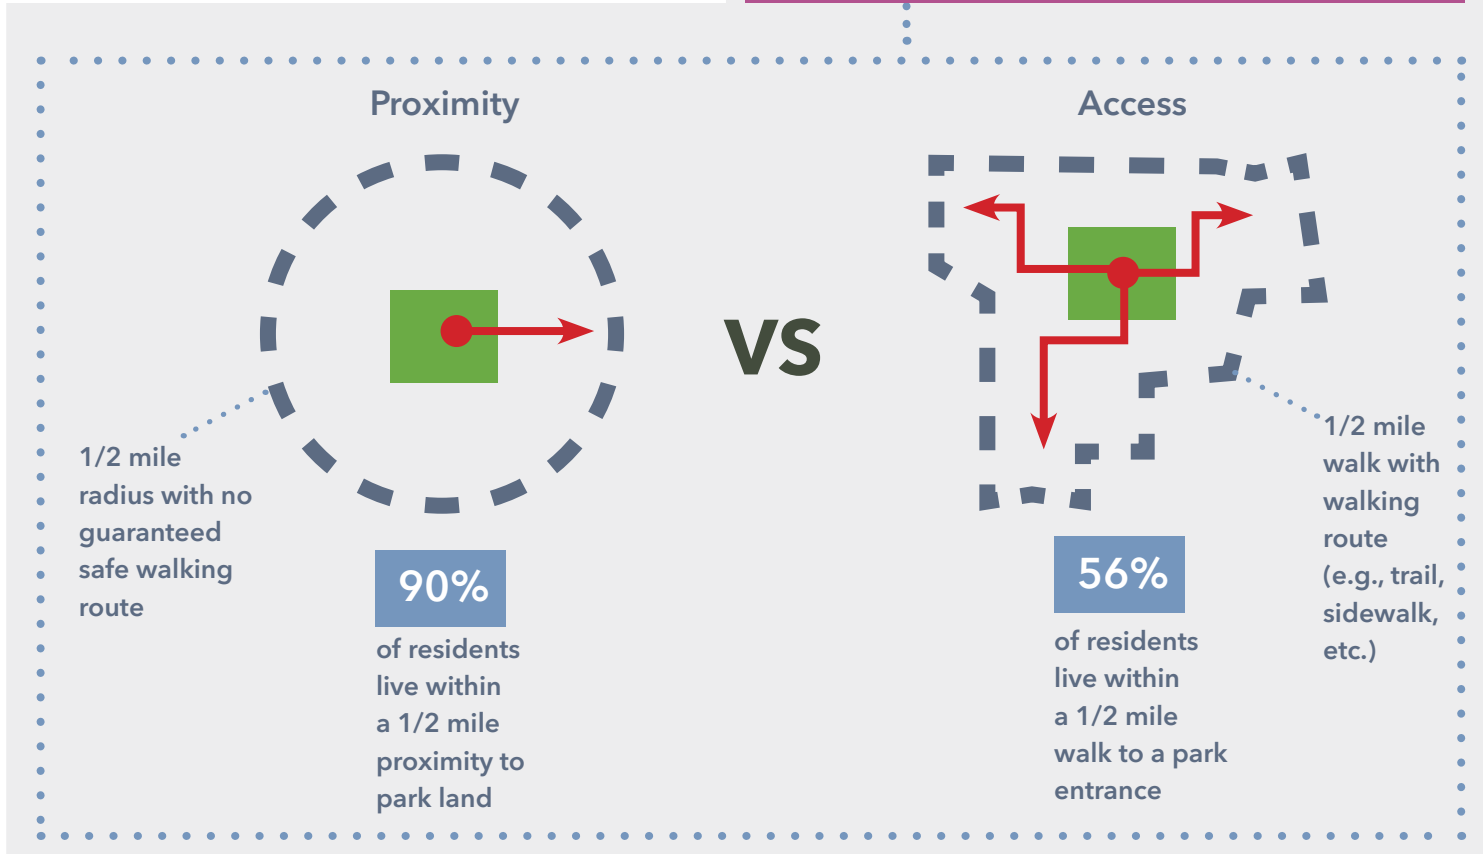 Proximity
Access
VS
1/2 mile
radius with no
guaranteed
safe walking
route
1/2 mile
walk with
walking
route
(e.g., trail,
sidewalk,
etc.)
90%
of residents
live within
a 1/2 mile
proximity to
park land
56%
of residents
live within
a 1/2 mile
walk to a park
entrance